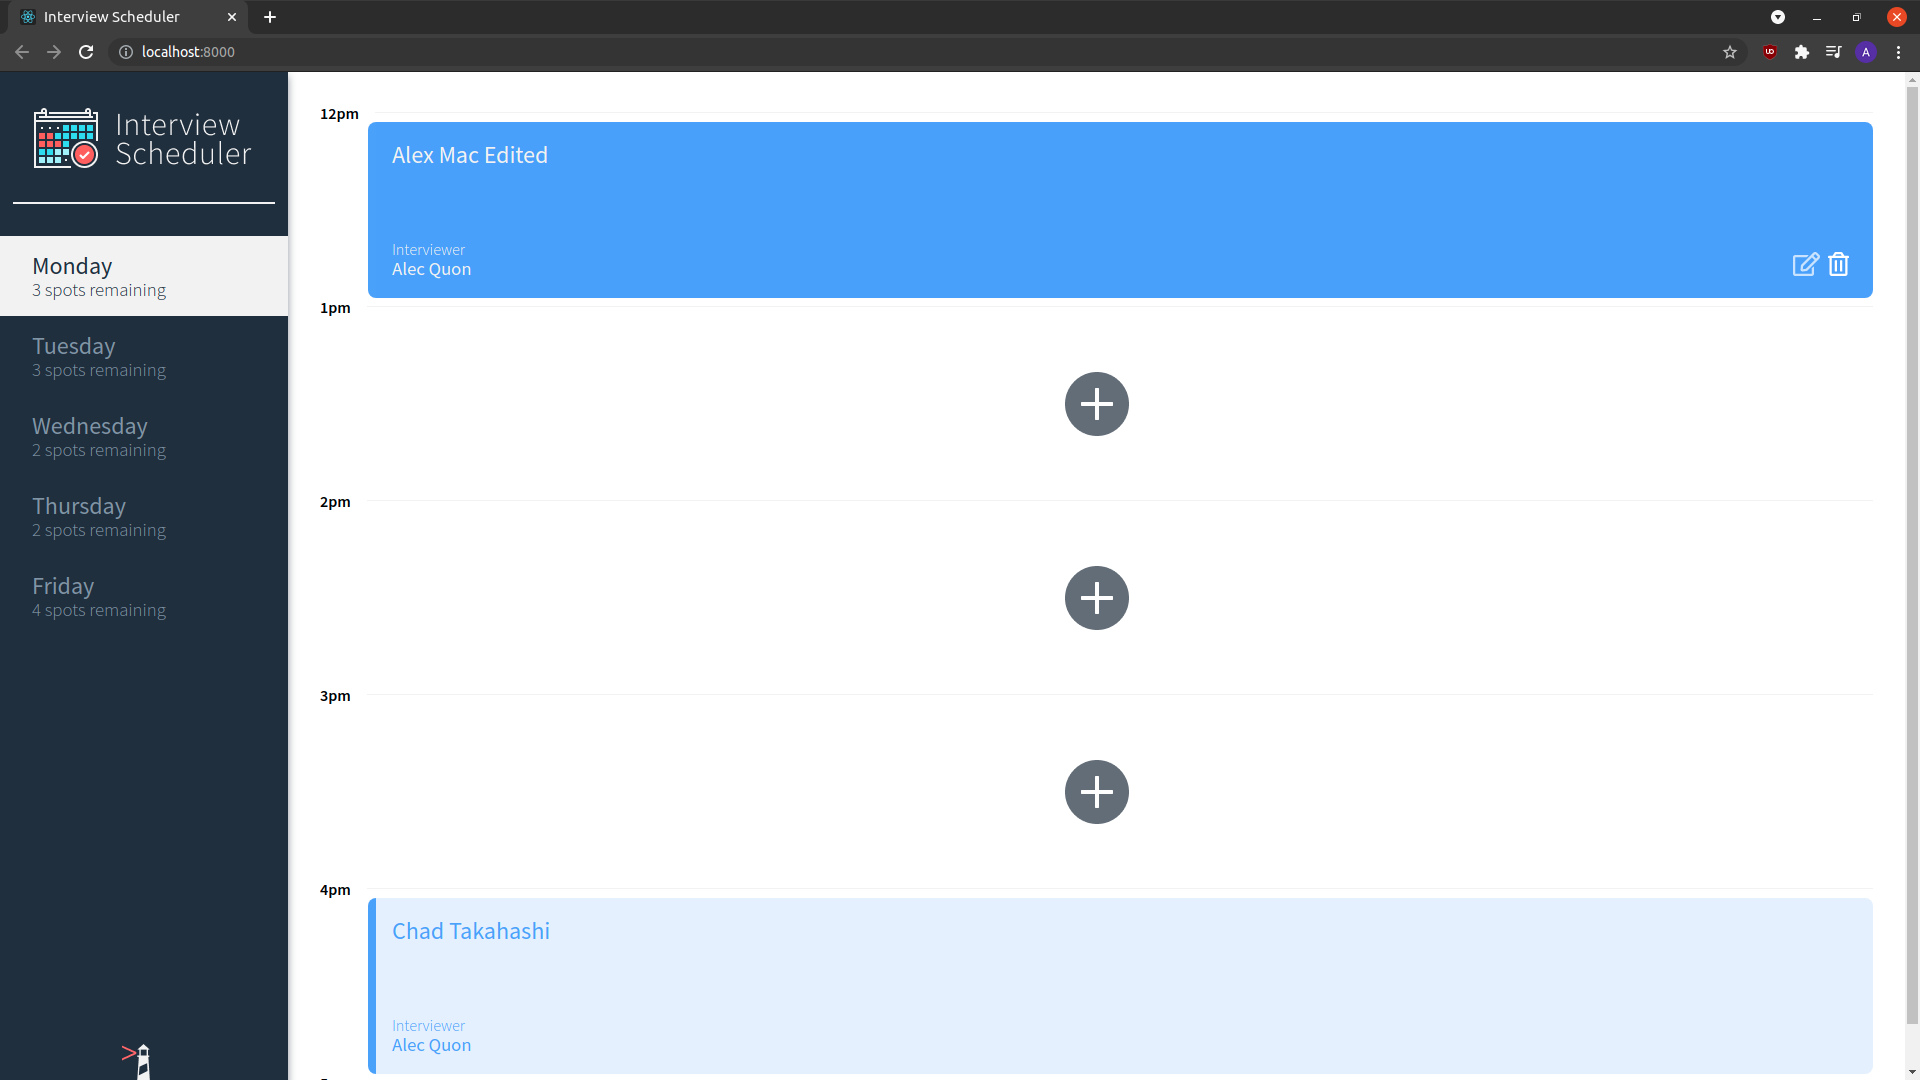 Interview Scheduler
localhost:8000
A
Interview
Scheduler
Monday
3 spots remaining
Tuesday
3 spots remaining
Wednesday
2 spots remaining
Thursday
2 spots remaining
Friday
4 spots remaining
12pm
Alex Mac Edited
Interviewer
Alec Quon
1pm
2pm
3pm
4pm
Chad Takahashi
Interviewer
Alec Quon